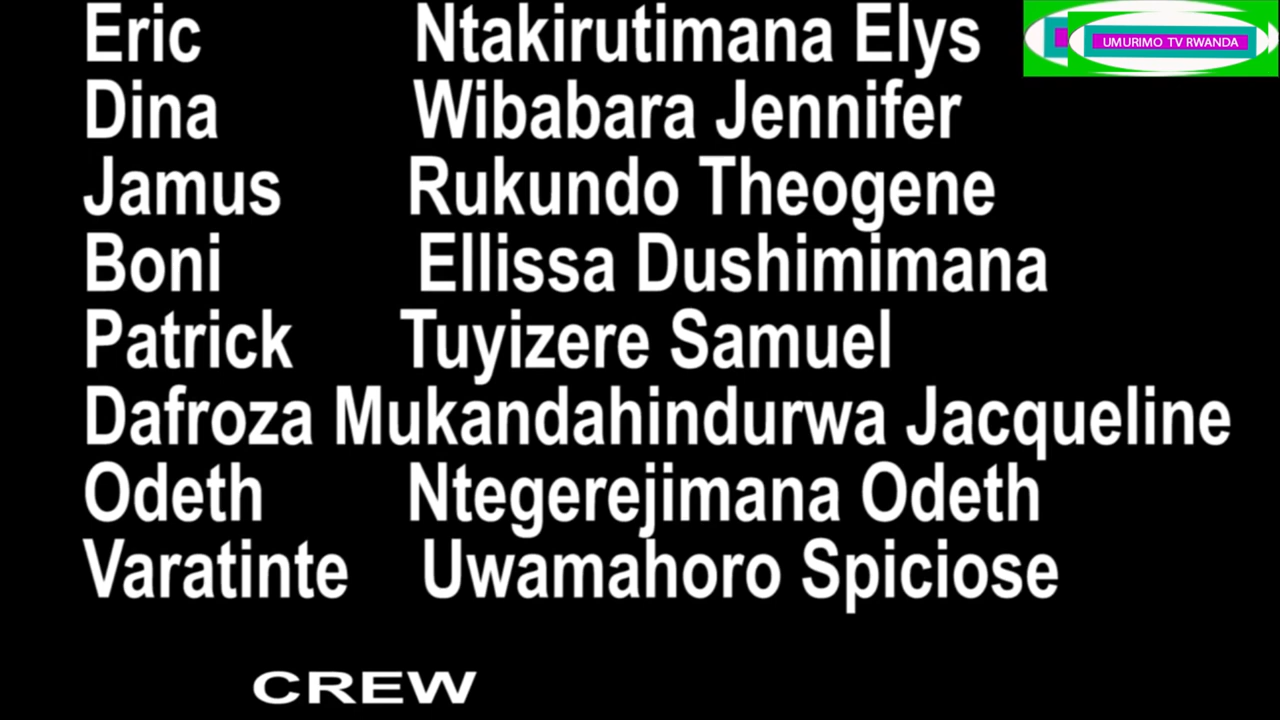 Eric Ntakirutimana Elys
UMURIMO TV RWANDA
Dina Wibabara Jennifer
Jamus Rukundo Theogene
Boni Ellissa Dushimimana
Patrick Tuyizere Samuel
Dafroza Mukandahindurwa Jacqueline
Odeth Ntegerejimana Odeth
Varatinte Uwamahoro Spiciose
CREW